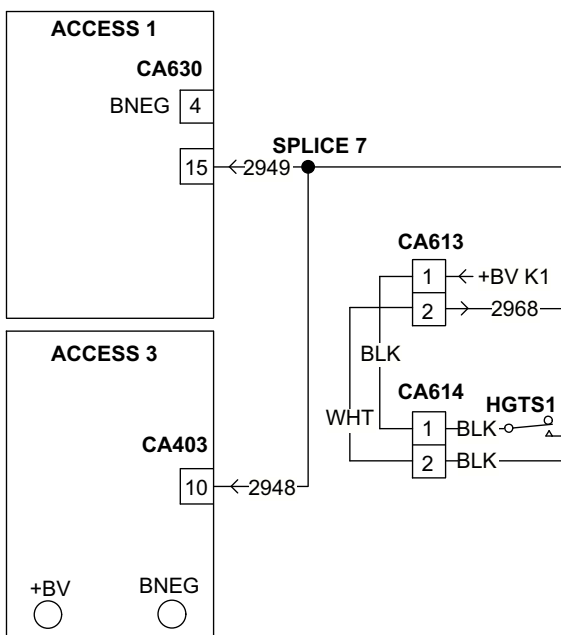 ACCESS 1
CA630
BNEG 4
15 2949
SPLICE 7
CA613
1 +BV K1
2 2968
BLK
WHT
CA614
1 BLK HGTS1
2 BLK
ACCESS 3
CA403
10 2948
+BV BNEG